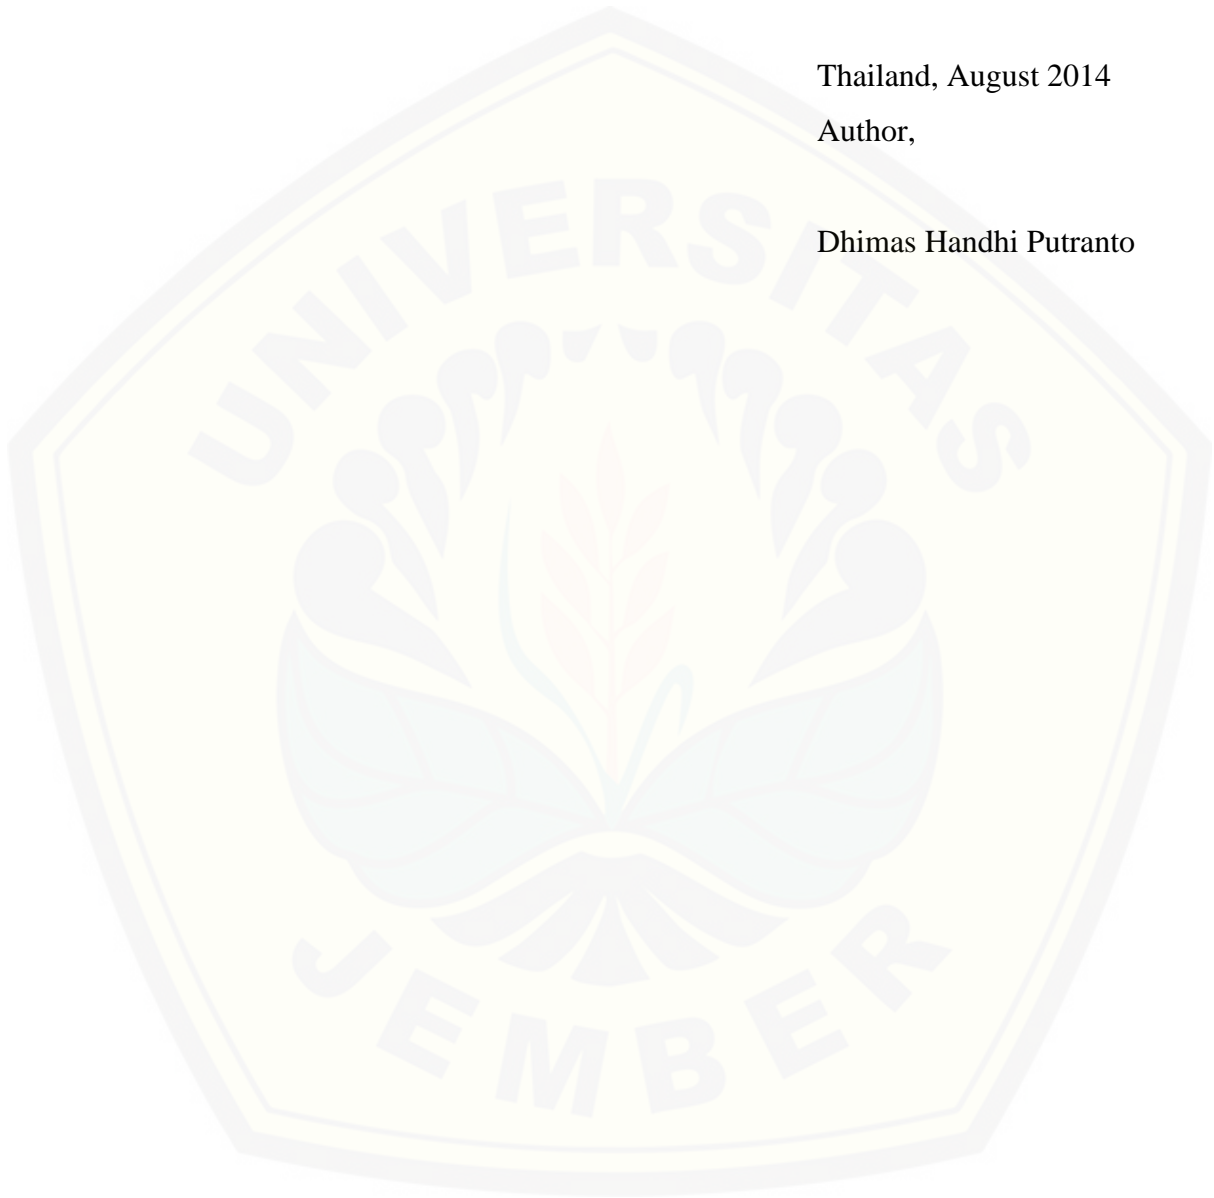 Thailand, August 2014
Author,
Dhimas Handhi Putranto
UNIVERSITAS
JEMBER